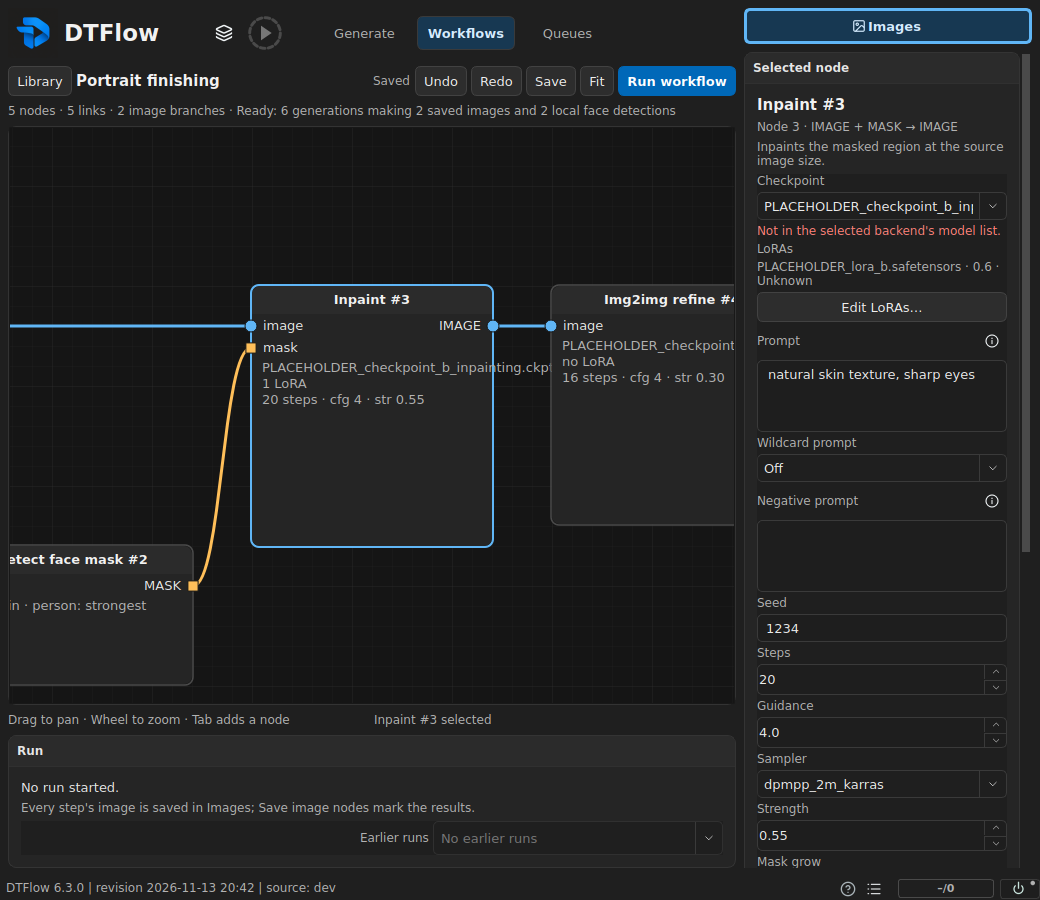 DTFlow
Generate
Workflows
Queues
Images
Library
Portrait finishing
Saved
Undo
Redo
Save
Fit
Run workflow
5 nodes · 5 links · 2 image branches · Ready: 6 generations making 2 saved images and 2 local face detections
Inpaint #3
image
IMAGE
mask
PLACEHOLDER_checkpoint_b_inpainting.ckpt
1 LoRA
20 steps · cfg 4 · str 0.55
Img2img refine #4
image
PLACEHOLDER_checkpoint
no LoRA
16 steps · cfg 4 · str 0.30
etect face mask #2
MASK
in · person: strongest
Drag to pan · Wheel to zoom · Tab adds a node
Inpaint #3 selected
Run
No run started.
Every step's image is saved in Images; Save image nodes mark the results.
Earlier runs
No earlier runs
Selected node
Inpaint #3
Node 3 · IMAGE + MASK → IMAGE
Inpaints the masked region at the source
image size.
Checkpoint
PLACEHOLDER_checkpoint_b_inp
Not in the selected backend's model list.
LoRAs
PLACEHOLDER_lora_b.safetensors · 0.6 ·
Unknown
Edit LoRAs…
Prompt
natural skin texture, sharp eyes
Wildcard prompt
Off
Negative prompt
Seed
1234
Steps
20
Guidance
4.0
Sampler
dpmpp_2m_karras
Strength
0.55
Mask grow
DTFlow 6.3.0 | revision 2026-11-13 20:42 | source: dev
–/0